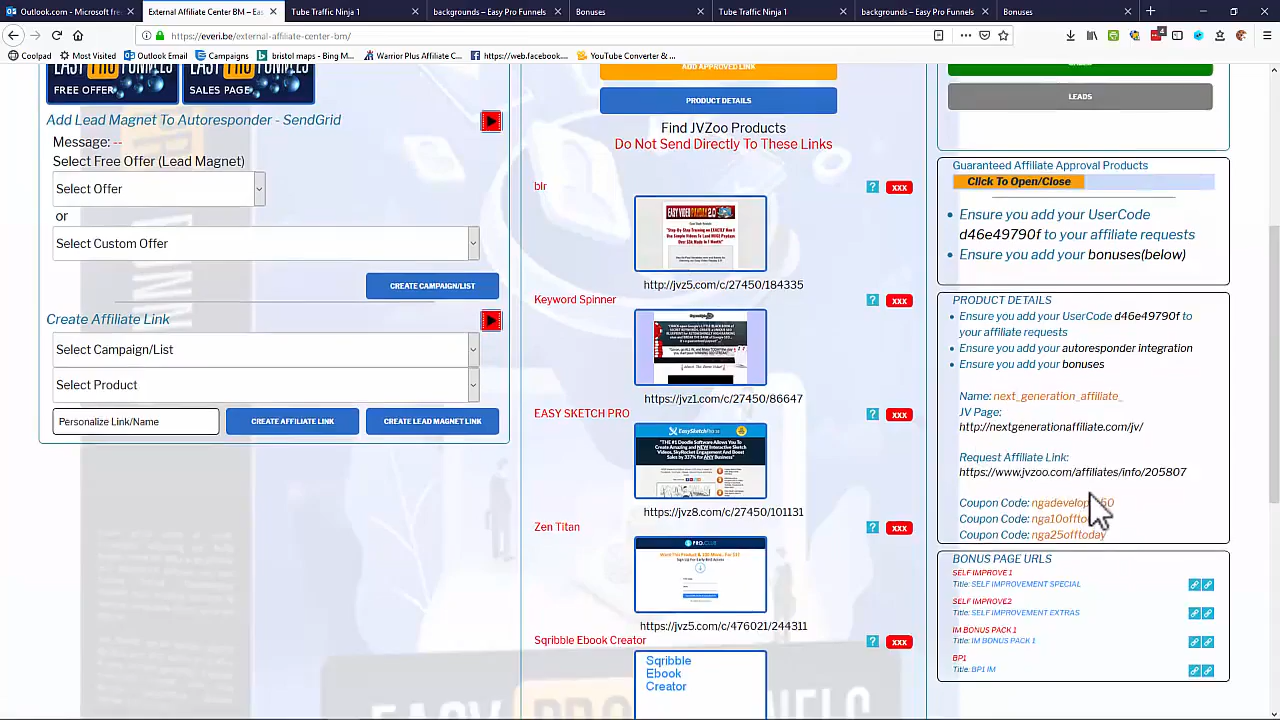 Outlook.com - Microsoft free
External Affiliate Center BM – Eas
Tube Traffic Ninja 1
backgrounds – Easy Pro Funnels
Bonuses
Tube Traffic Ninja 1
backgrounds – Easy Pro Funnels
Bonuses
https://everi.be/external-affiliate-center-bm/
Coolpad
Most Visited
Outlook Email
Campaigns
bristol maps - Bing M...
Warrior Plus Affiliate C...
https://web.facebook....
YouTube Converter & ...
FREE OFFER
SALES PAGE
Add Lead Magnet To Autoresponder - SendGrid
Message: --
Select Free Offer (Lead Magnet)
Select Offer
or
Select Custom Offer
CREATE CAMPAIGN/LIST
Create Affiliate Link
Select Campaign/List
Select Product
Personalize Link/Name
CREATE AFFILIATE LINK
CREATE LEAD MAGNET LINK
ADD APPROVED LINK
PRODUCT DETAILS
Find JVZoo Products
Do Not Send Directly To These Links
blr
?
XXX
EASY VIDEO PAYDAY 2.0
http://jvz5.com/c/27450/184335
Keyword Spinner
?
XXX
https://jvz1.com/c/27450/86647
EASY SKETCH PRO
?
XXX
https://jvz8.com/c/27450/101131
Zen Titan
?
XXX
https://jvz5.com/c/476021/244311
Sqribble Ebook Creator
?
XXX
Sqribble
Ebook
Creator
LEADS
Guaranteed Affiliate Approval Products
Click To Open/Close
Ensure you add your UserCode
d46e49790f to your affiliate requests
Ensure you add your bonuses(below)
PRODUCT DETAILS
Ensure you add your UserCode d46e49790f to
your affiliate requests
Ensure you add your autoresponder integration
Ensure you add your bonuses
Name: next_generation_affiliate_
JV Page:
http://nextgenerationaffiliate.com/jv/
Request Affiliate Link:
Coupon Code:
Coupon Code:
Coupon Code: nga25offtoday
BONUS PAGE URLS
SELF IMPROVE 1
Title: SELF IMPROVEMENT SPECIAL
SELF IMPROVE2
Title: SELF IMPROVEMENT EXTRAS
IM BONUS PACK 1
Title: IM BONUS PACK 1
BP1
Title: BP1 IM